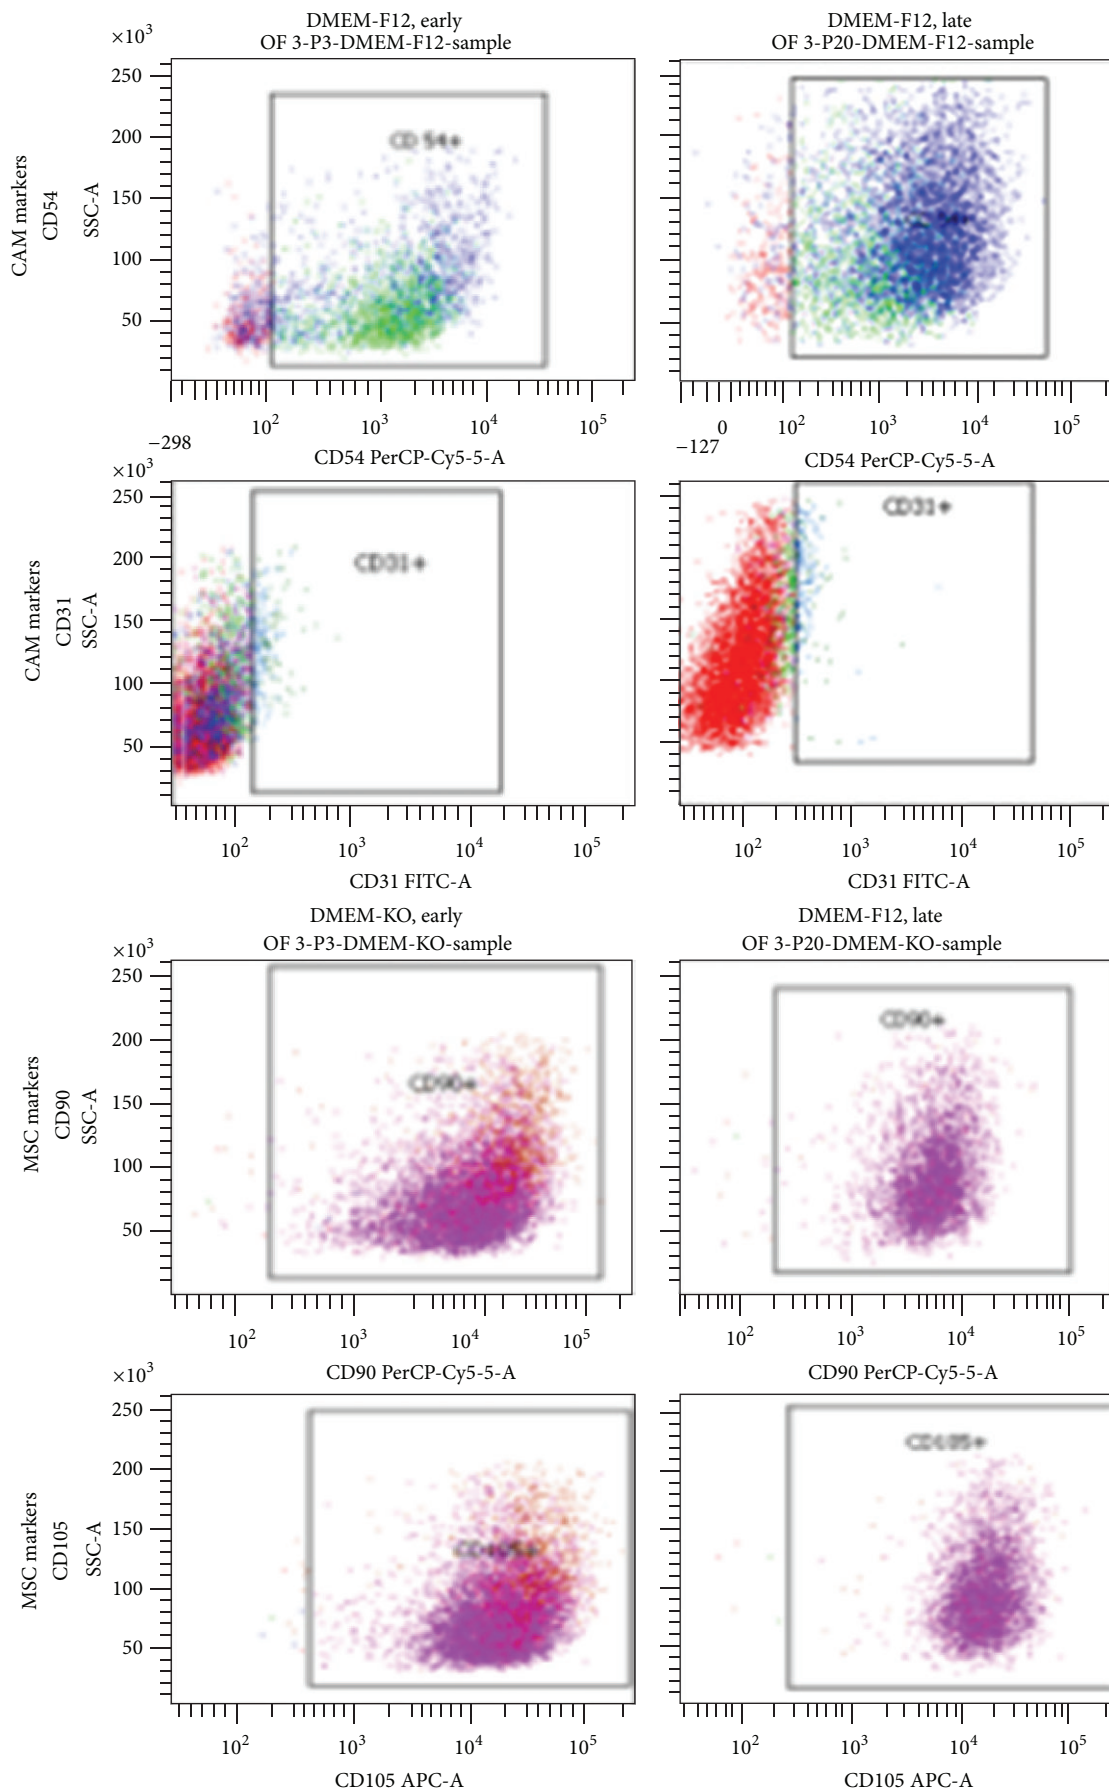 DMEM-F12, early
OF 3-P3-DMEM-F12-sample
DMEM-F12, late
OF 3-P20-DMEM-F12-sample
×10³
250
200
150
100
50
CAM markers
CD54
SSC-A
CD 54+
10² 10³ 10⁴ 10⁵
−298
CD54 PerCP-Cy5-5-A
0 10² 10³ 10⁴ 10⁵
−127
CD54 PerCP-Cy5-5-A
×10³
250
200
150
100
50
CAM markers
CD31
SSC-A
CD31+
CD31+
10² 10³ 10⁴ 10⁵
CD31 FITC-A
10² 10³ 10⁴ 10⁵
CD31 FITC-A
DMEM-KO, early
OF 3-P3-DMEM-KO-sample
DMEM-F12, late
OF 3-P20-DMEM-KO-sample
×10³
250
200
150
100
50
MSC markers
CD90
SSC-A
CD90+
CD90+
10² 10³ 10⁴ 10⁵
CD90 PerCP-Cy5-5-A
10² 10³ 10⁴ 10⁵
CD90 PerCP-Cy5-5-A
×10³
250
200
150
100
50
MSC markers
CD105
SSC-A
CD105+
CD105+
10² 10³ 10⁴ 10⁵
CD105 APC-A
10² 10³ 10⁴ 10⁵
CD105 APC-A